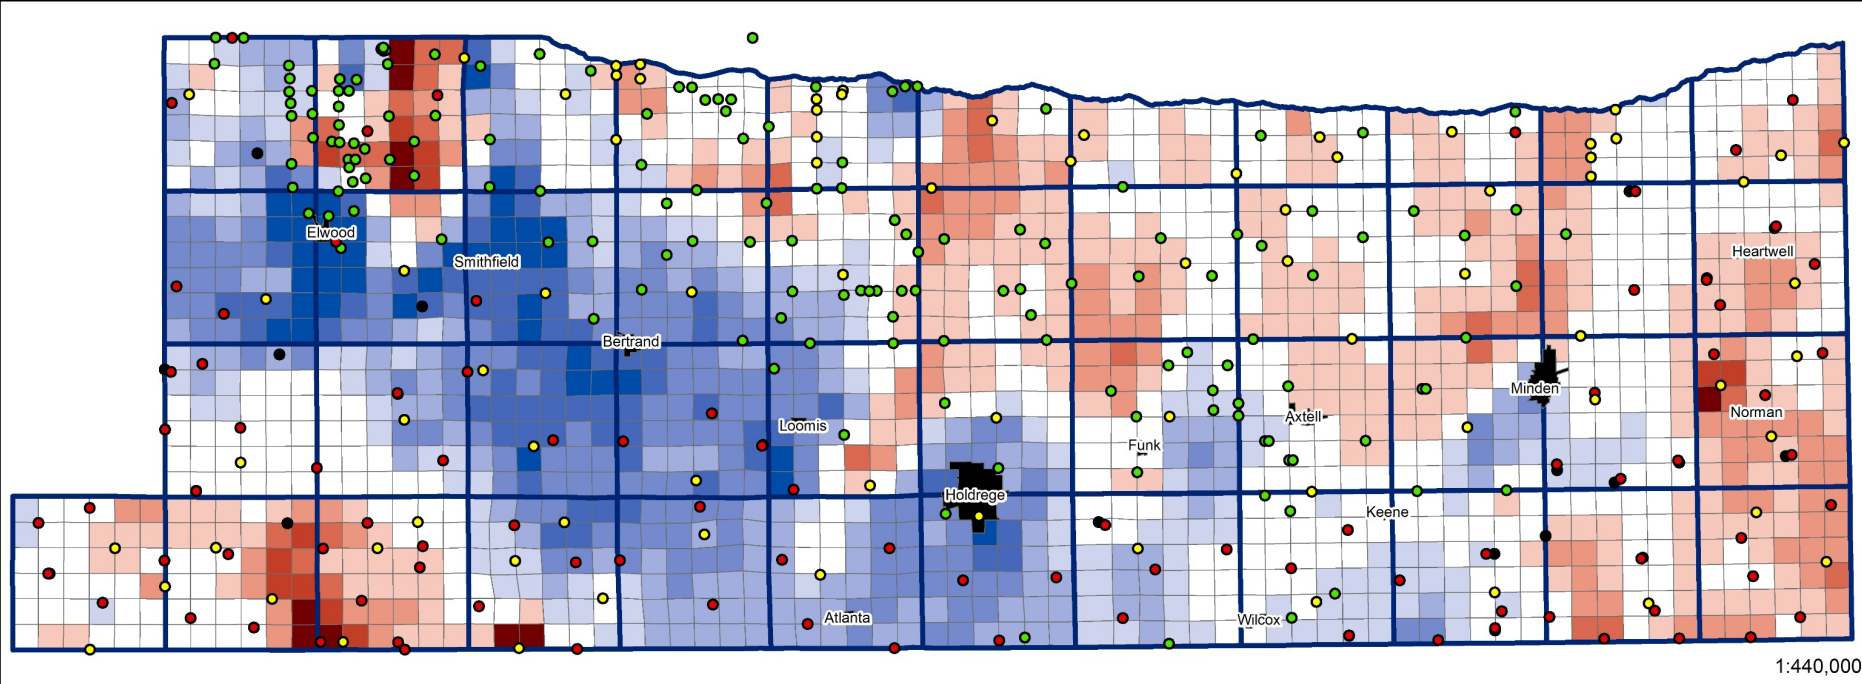 Elwood
Smithfield
Heartwell
Bertrand
Minden
Norman
Loomis
Axtell
Funk
Holdrege
Keene
Atlanta
Wilcox
1:440,000